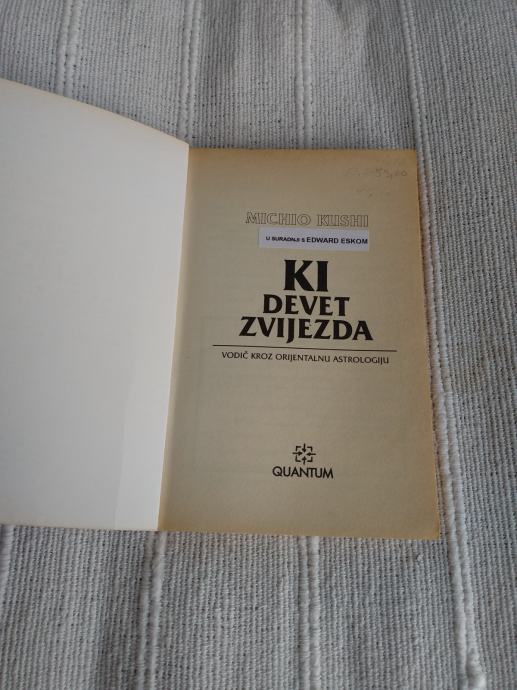 MICHIO KUSHI
U SURADNJI S EDWARD ESKOM
KI
DEVET
ZVIJEZDA
VODIČ KROZ ORIJENTALNU ASTROLOGIJU
QUANTUM